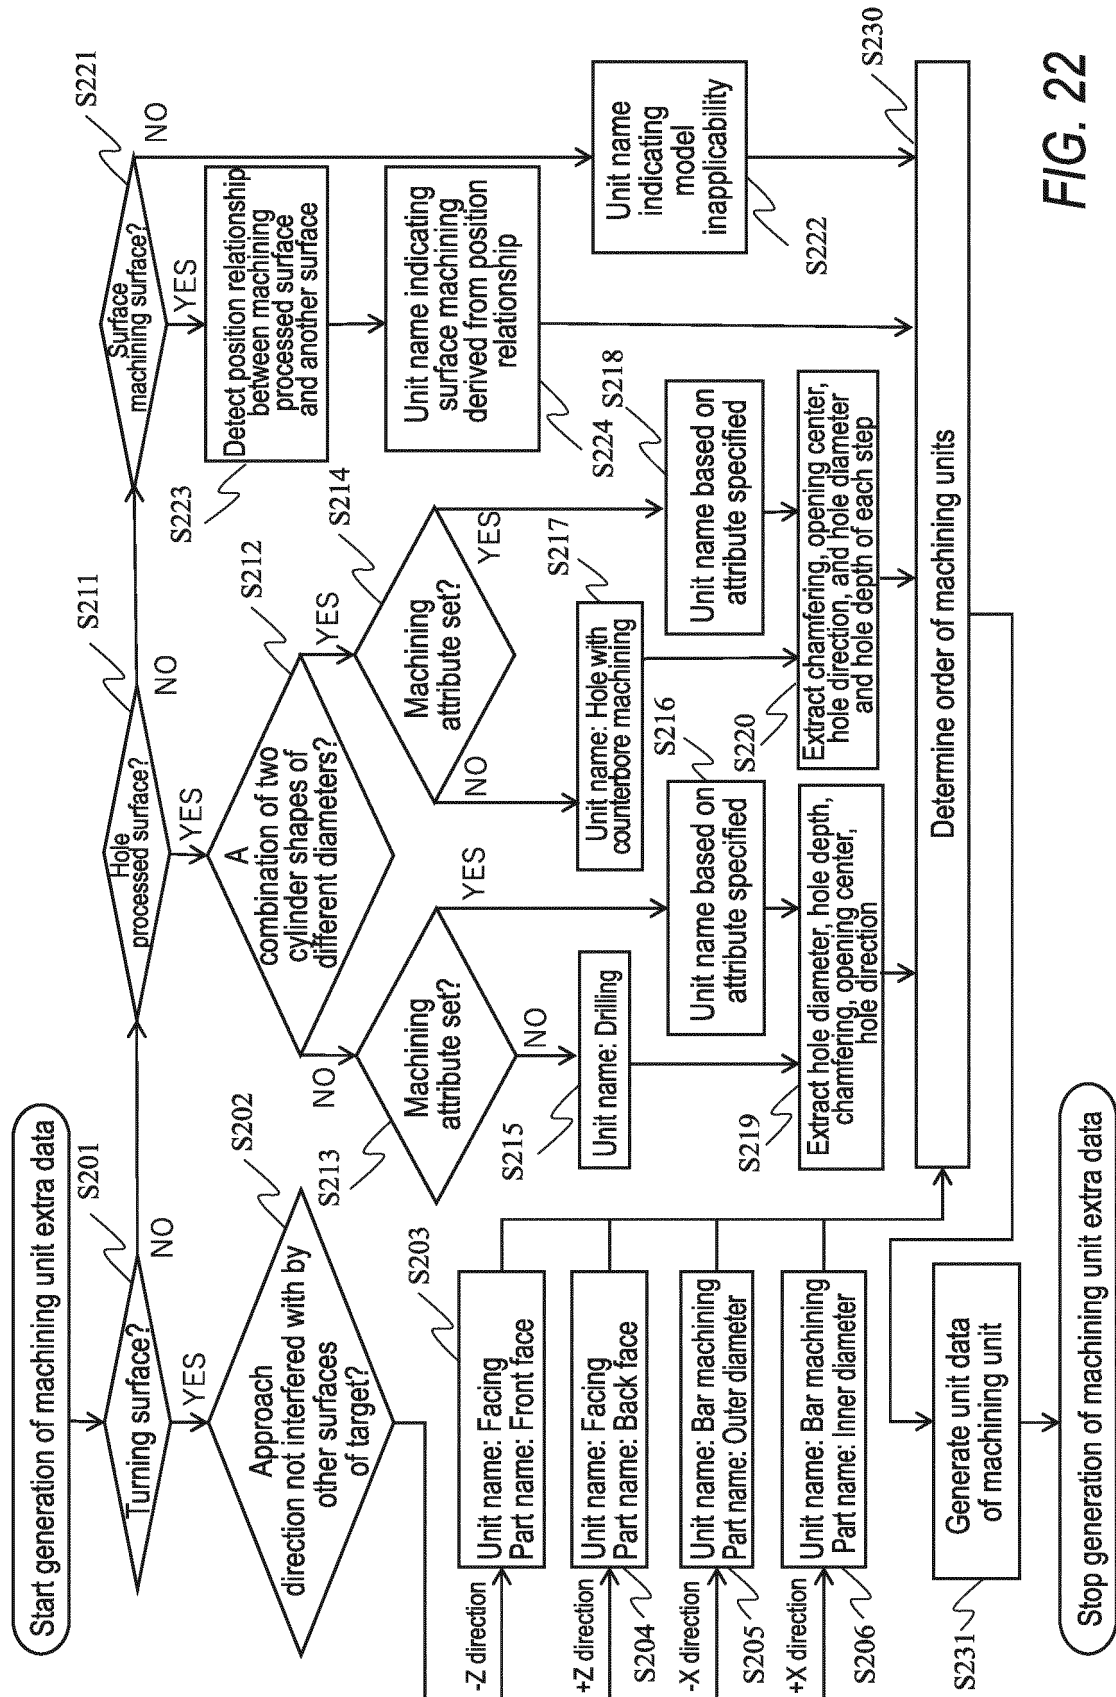 Start generation of machining unit extra data
S201
Turning surface?
NO
YES
S202
Approach
direction not interfered with by
other surfaces
of target?
-Z direction
S203
Unit name: Facing
Part name: Front face
+Z direction
S204
Unit name: Facing
Part name: Back face
-X direction
S205
Unit name: Bar machining
Part name: Outer diameter
+X direction
S206
Unit name: Bar machining
Part name: Inner diameter
S211
Hole
processed surface?
NO
YES
S212
A
combination of two
cylinder shapes of
different diameters?
NO
YES
S213
Machining
attribute set?
YES
NO
S214
Machining
attribute set?
YES
NO
S215
Unit name: Drilling
S216
Unit name based on
attribute specified
S217
Unit name: Hole with
counterbore machining
S218
Unit name based on
attribute specified
S219
Extract hole diameter, hole depth,
chamfering, opening center,
hole direction
S220
Extract chamfering, opening center,
hole direction, and hole diameter
and hole depth of each step
S221
Surface
machining surface?
NO
YES
S223
Detect position relationship
between machining
processed surface
and another surface
S224
Unit name indicating
surface machining
derived from position
relationship
S222
Unit name
indicating
model
inapplicability
S230
Determine order of machining units
S231
Generate unit data
of machining unit
Stop generation of machining unit extra data
FIG. 22